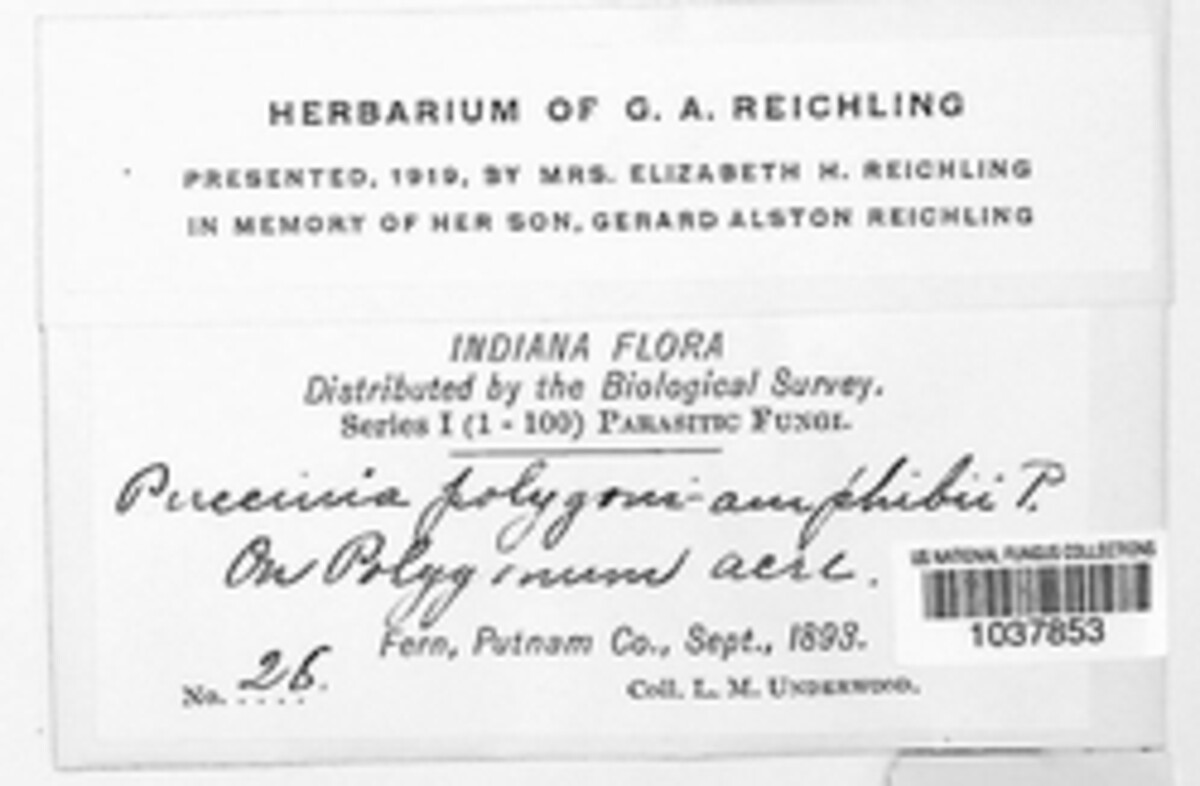 HERBARIUM OF G. A. REICHLING
PRESENTED, 1919, BY MRS. ELIZABETH H. REICHLING
IN MEMORY OF HER SON, GERARD ALSTON REICHLING
INDIANA FLORA
Distributed by the Biological Survey.
Series I (1 - 100) PARASITIC FUNGI.
Puccinia polygoni-amphibii P.
On Polygonum acre.
US NATIONAL FUNGUS COLLECTIONS
1037853
Fern, Putnam Co., Sept., 1893.
No. 26.
Coll. L. M. UNDERWOOD.